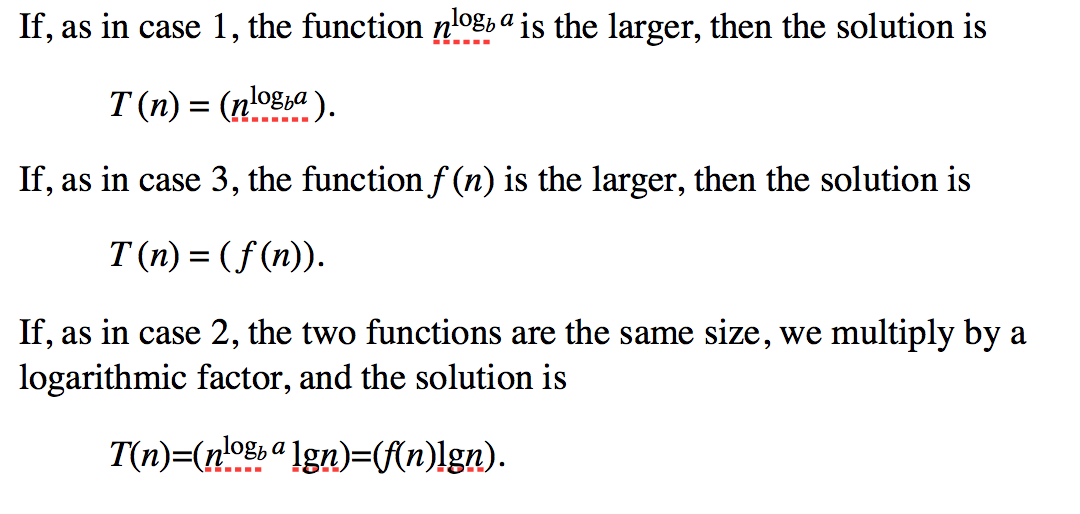 If, as in case 1, the function n^log_b a is the larger, then the solution is
T (n) = (n^log_b a ).
If, as in case 3, the function f (n) is the larger, then the solution is
T (n) = ( f (n)).
If, as in case 2, the two functions are the same size, we multiply by a
logarithmic factor, and the solution is
T(n)=(n^log_b a lgn)=(f(n)lgn).